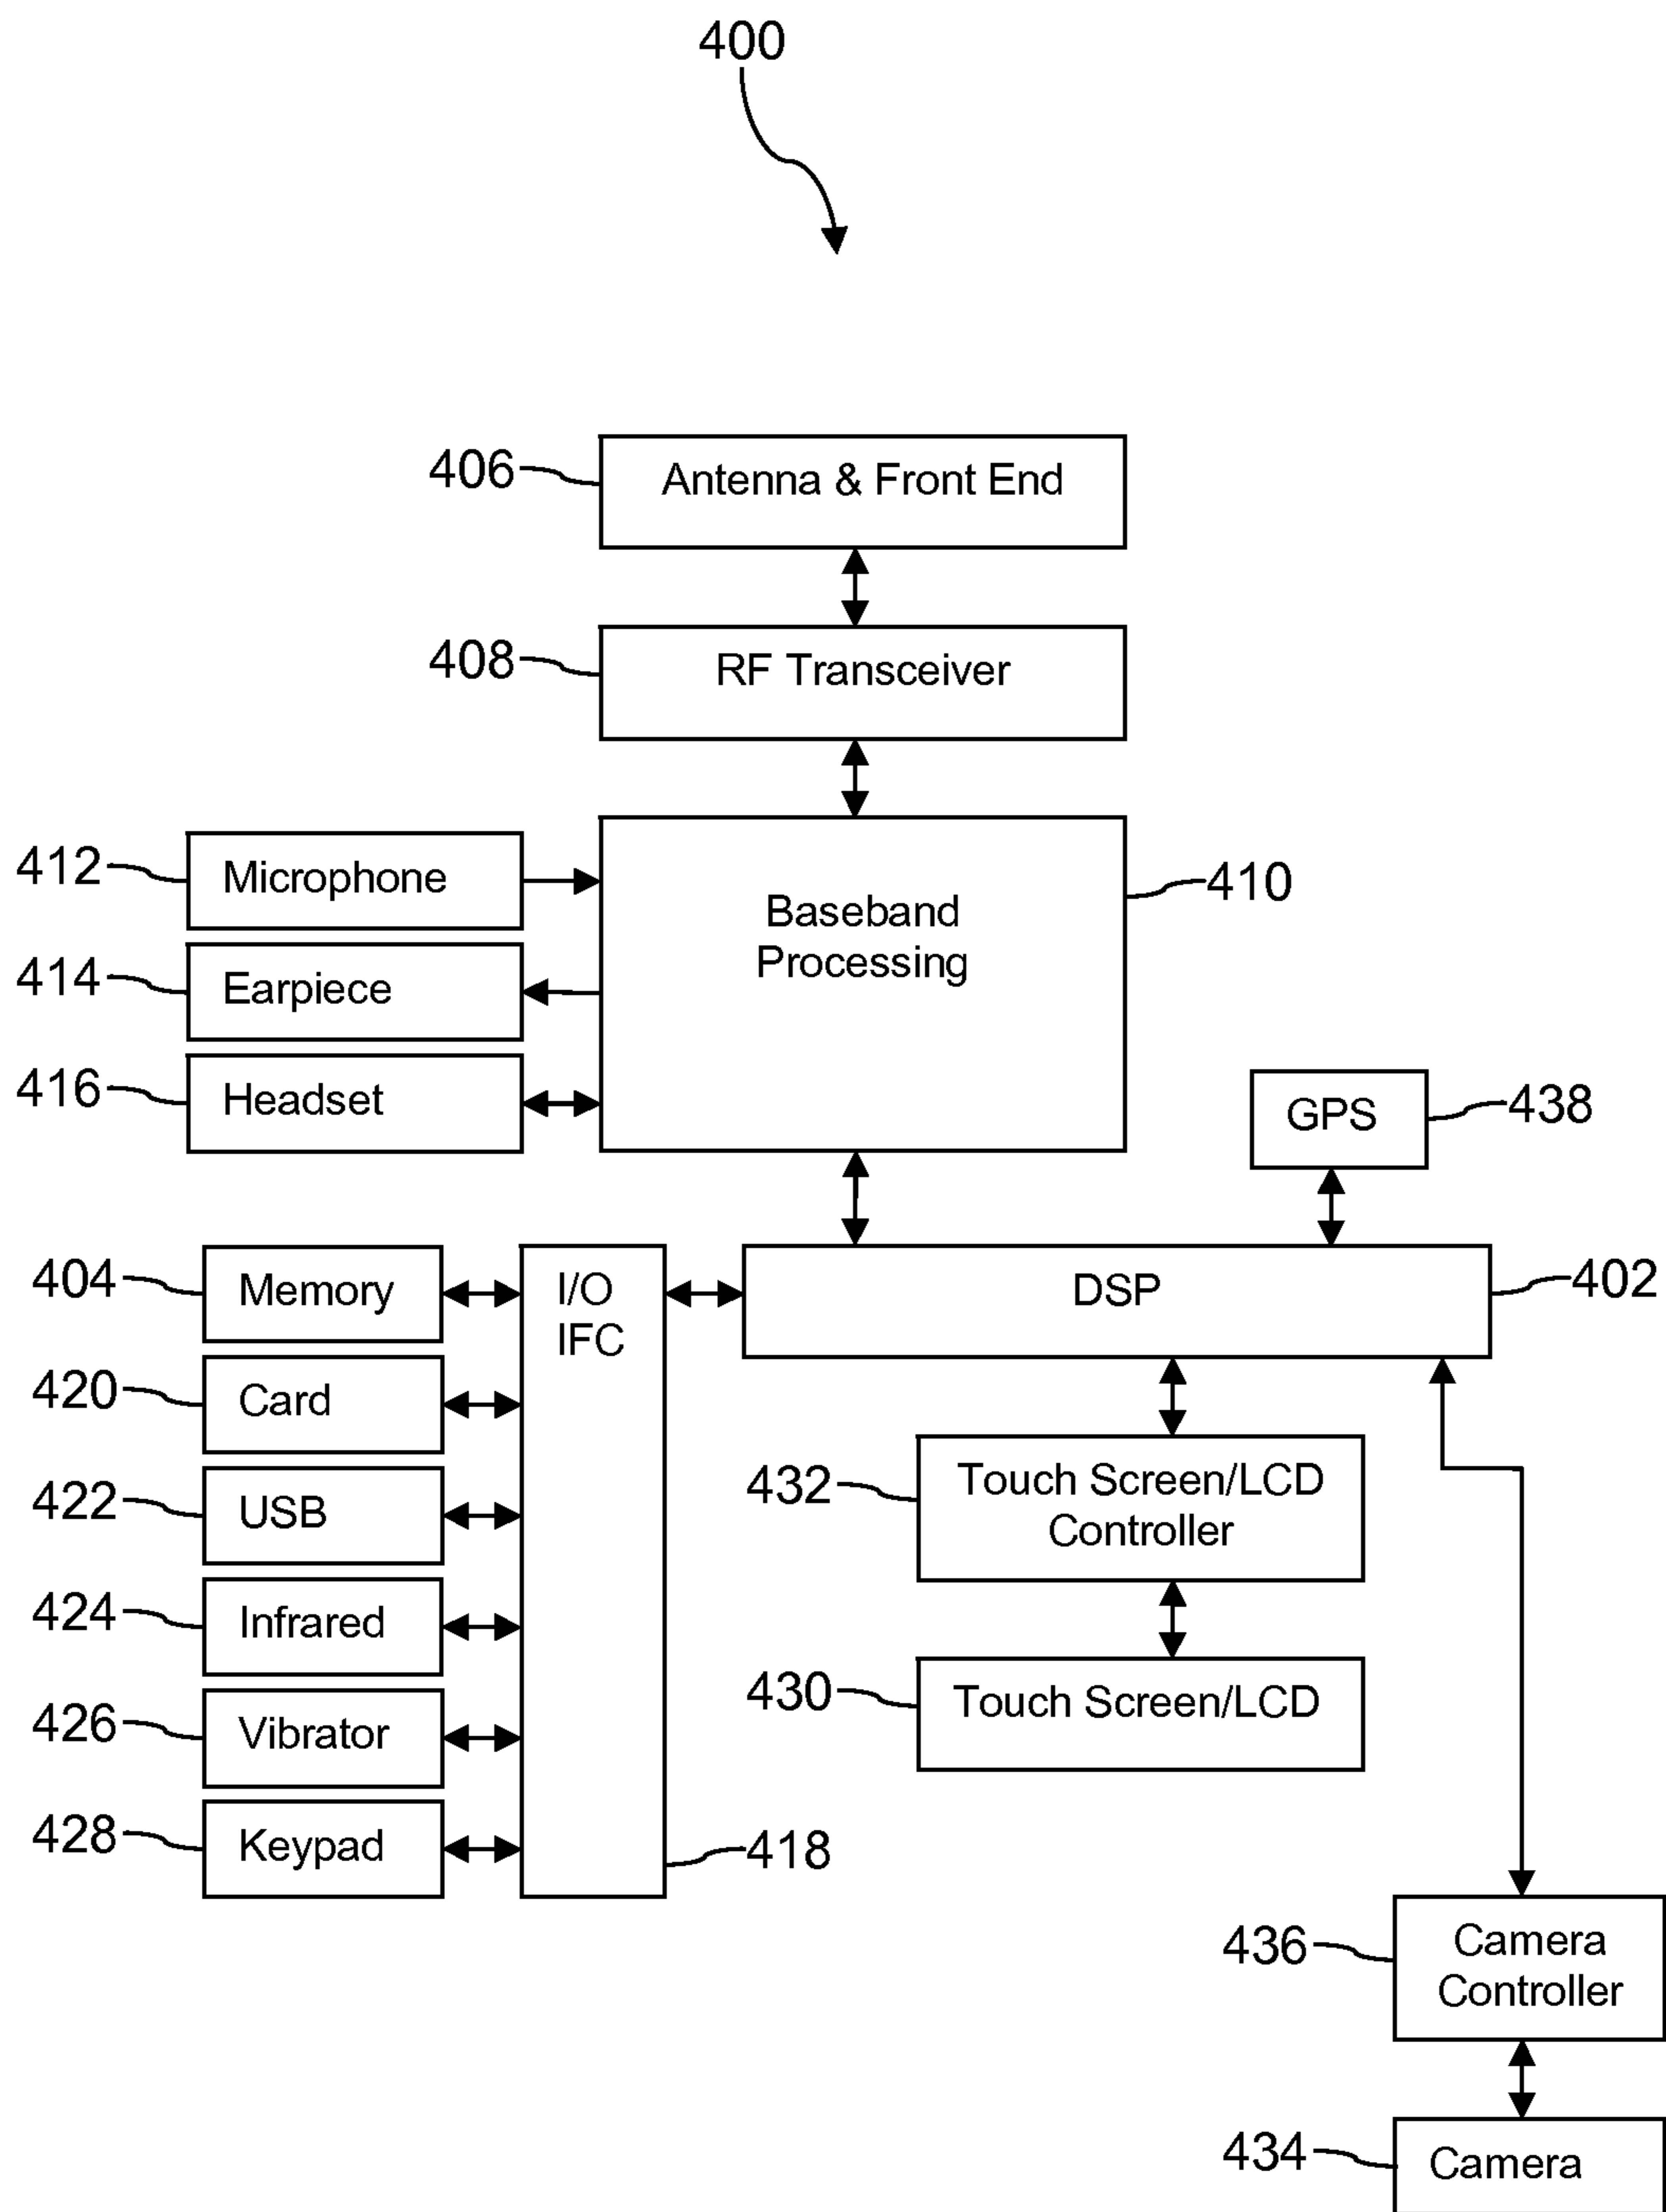 400
406
Antenna & Front End
408
RF Transceiver
412
Microphone
Baseband
Processing
410
414
Earpiece
416
Headset
GPS
438
404
Memory
I/O
IFC
DSP
402
420
Card
422
USB
432
Touch Screen/LCD
Controller
424
Infrared
430
Touch Screen/LCD
426
Vibrator
428
Keypad
418
436
Camera
Controller
434
Camera